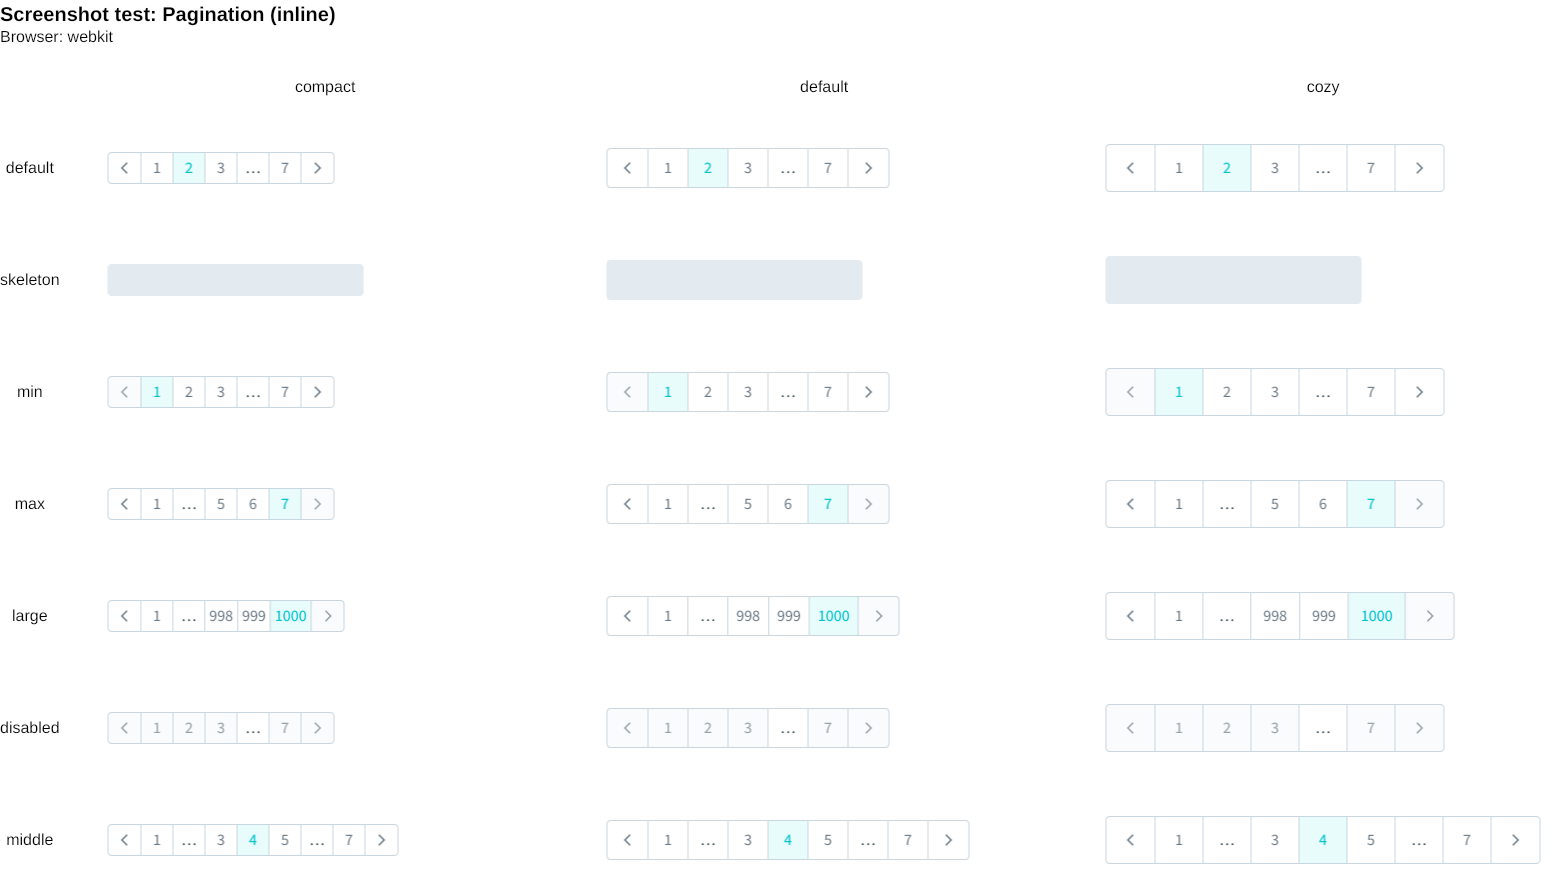 Screenshot test: Pagination (inline)
Browser: webkit
compact default cozy
default 1 2 3 ... 7 1 2 3 ... 7 1 2 3 ... 7
skeleton
min 1 2 3 ... 7 1 2 3 ... 7 1 2 3 ... 7
max 1 ... 5 6 7 1 ... 5 6 7 1 ... 5 6 7
large 1 ... 998 999 1000 1 ... 998 999 1000 1 ... 998 999 1000
disabled 1 2 3 ... 7 1 2 3 ... 7 1 2 3 ... 7
middle 1 ... 3 4 5 ... 7 1 ... 3 4 5 ... 7 1 ... 3 4 5 ... 7